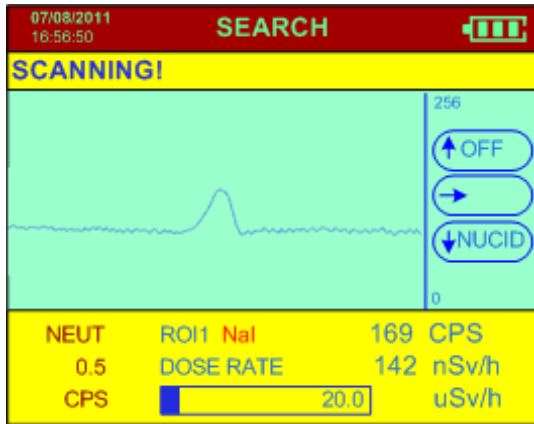 07/08/2011
16:56:50
SEARCH
SCANNING!
256
OFF
NUCID
0
NEUT ROI1 NaI 169 CPS
0.5 DOSE RATE 142 nSv/h
CPS 20.0 uSv/h